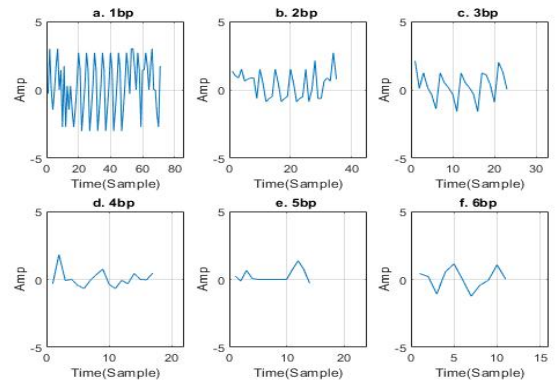 a. 1bp
5
0
-5
Amp
0 20 40 60 80
Time(Sample)
b. 2bp
5
0
-5
Amp
0 20 40
Time(Sample)
c. 3bp
5
0
-5
Amp
0 10 20 30
Time(Sample)
d. 4bp
5
0
-5
Amp
0 10 20
Time(Sample)
e. 5bp
5
0
-5
Amp
0 10 20
Time(Sample)
f. 6bp
5
0
-5
Amp
0 5 10 15
Time(Sample)